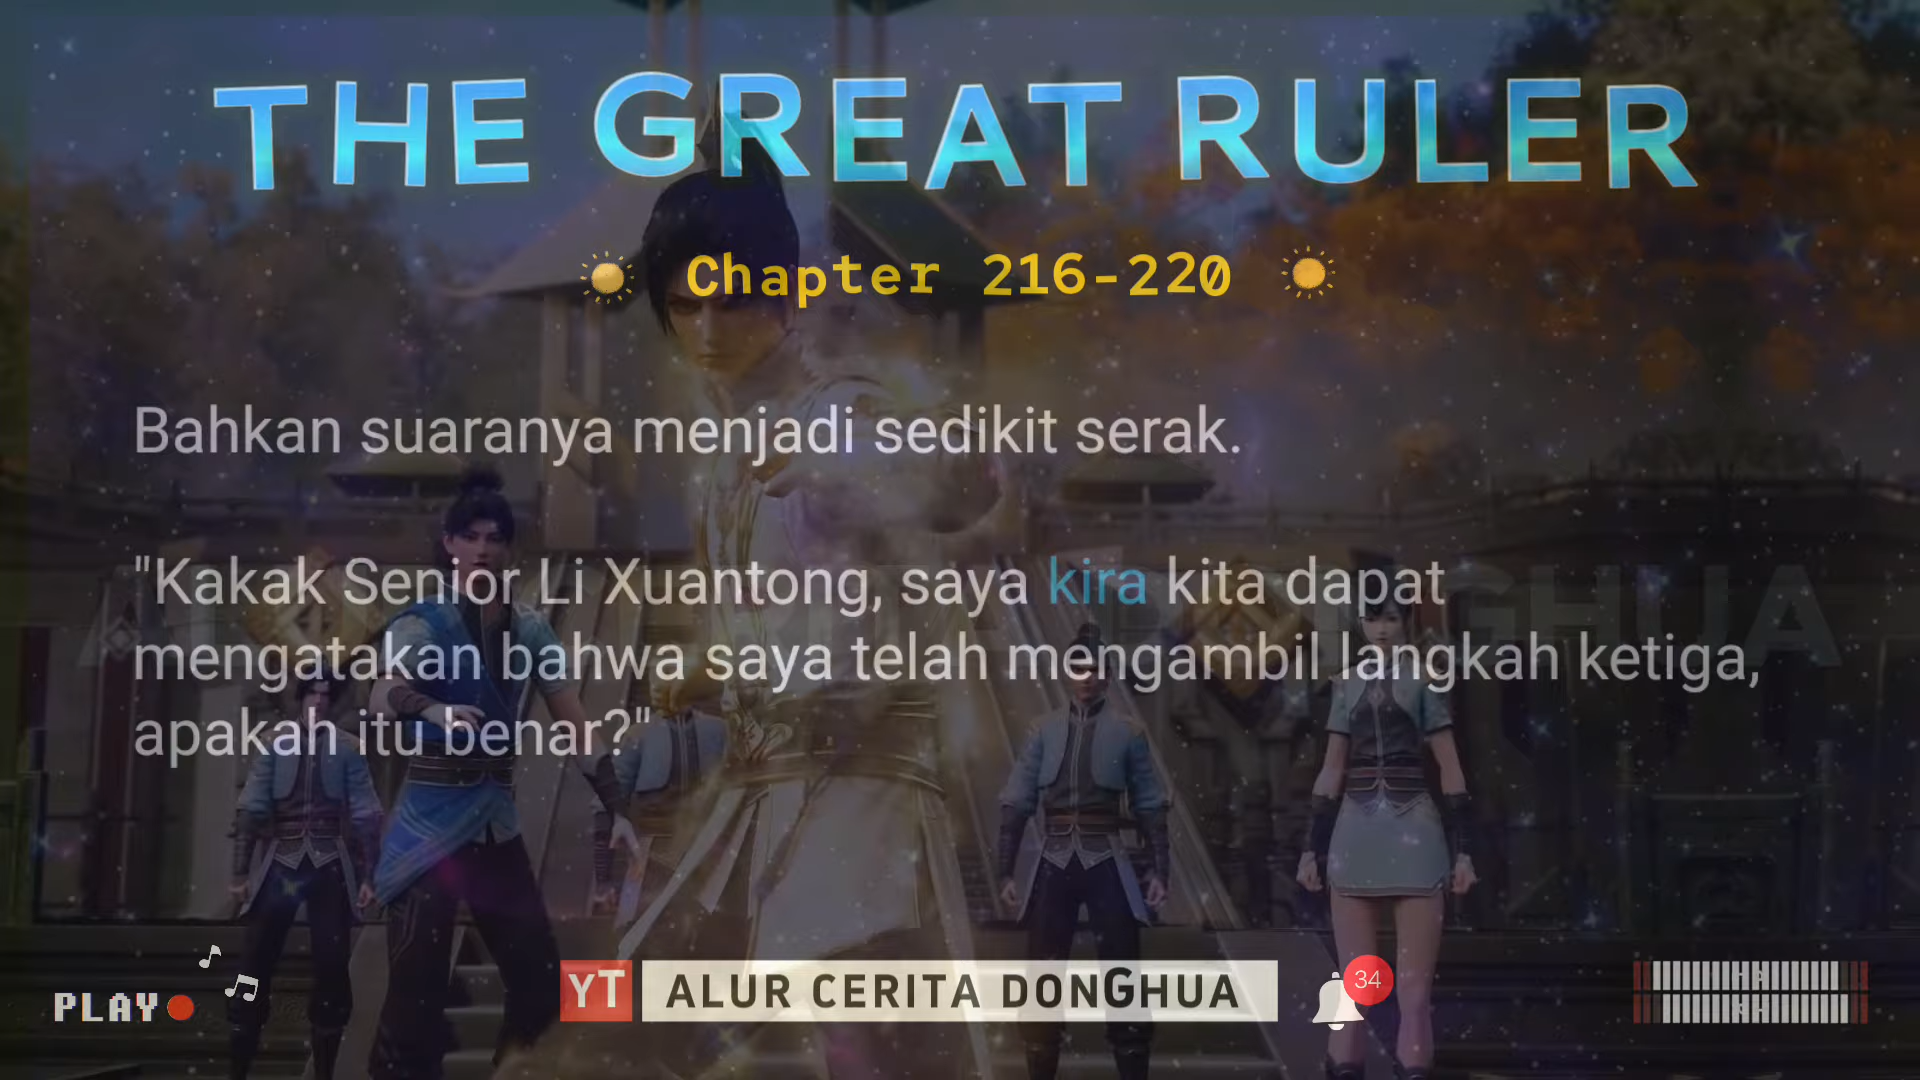 THE GREAT RULER
Chapter 216-220
Bahkan suaranya menjadi sedikit serak.
"Kakak Senior Li Xuantong, saya kira kita dapat
mengatakan bahwa saya telah mengambil langkah ketiga,
apakah itu benar?"
PLAY
YT ALUR CERITA DONGHUA
34